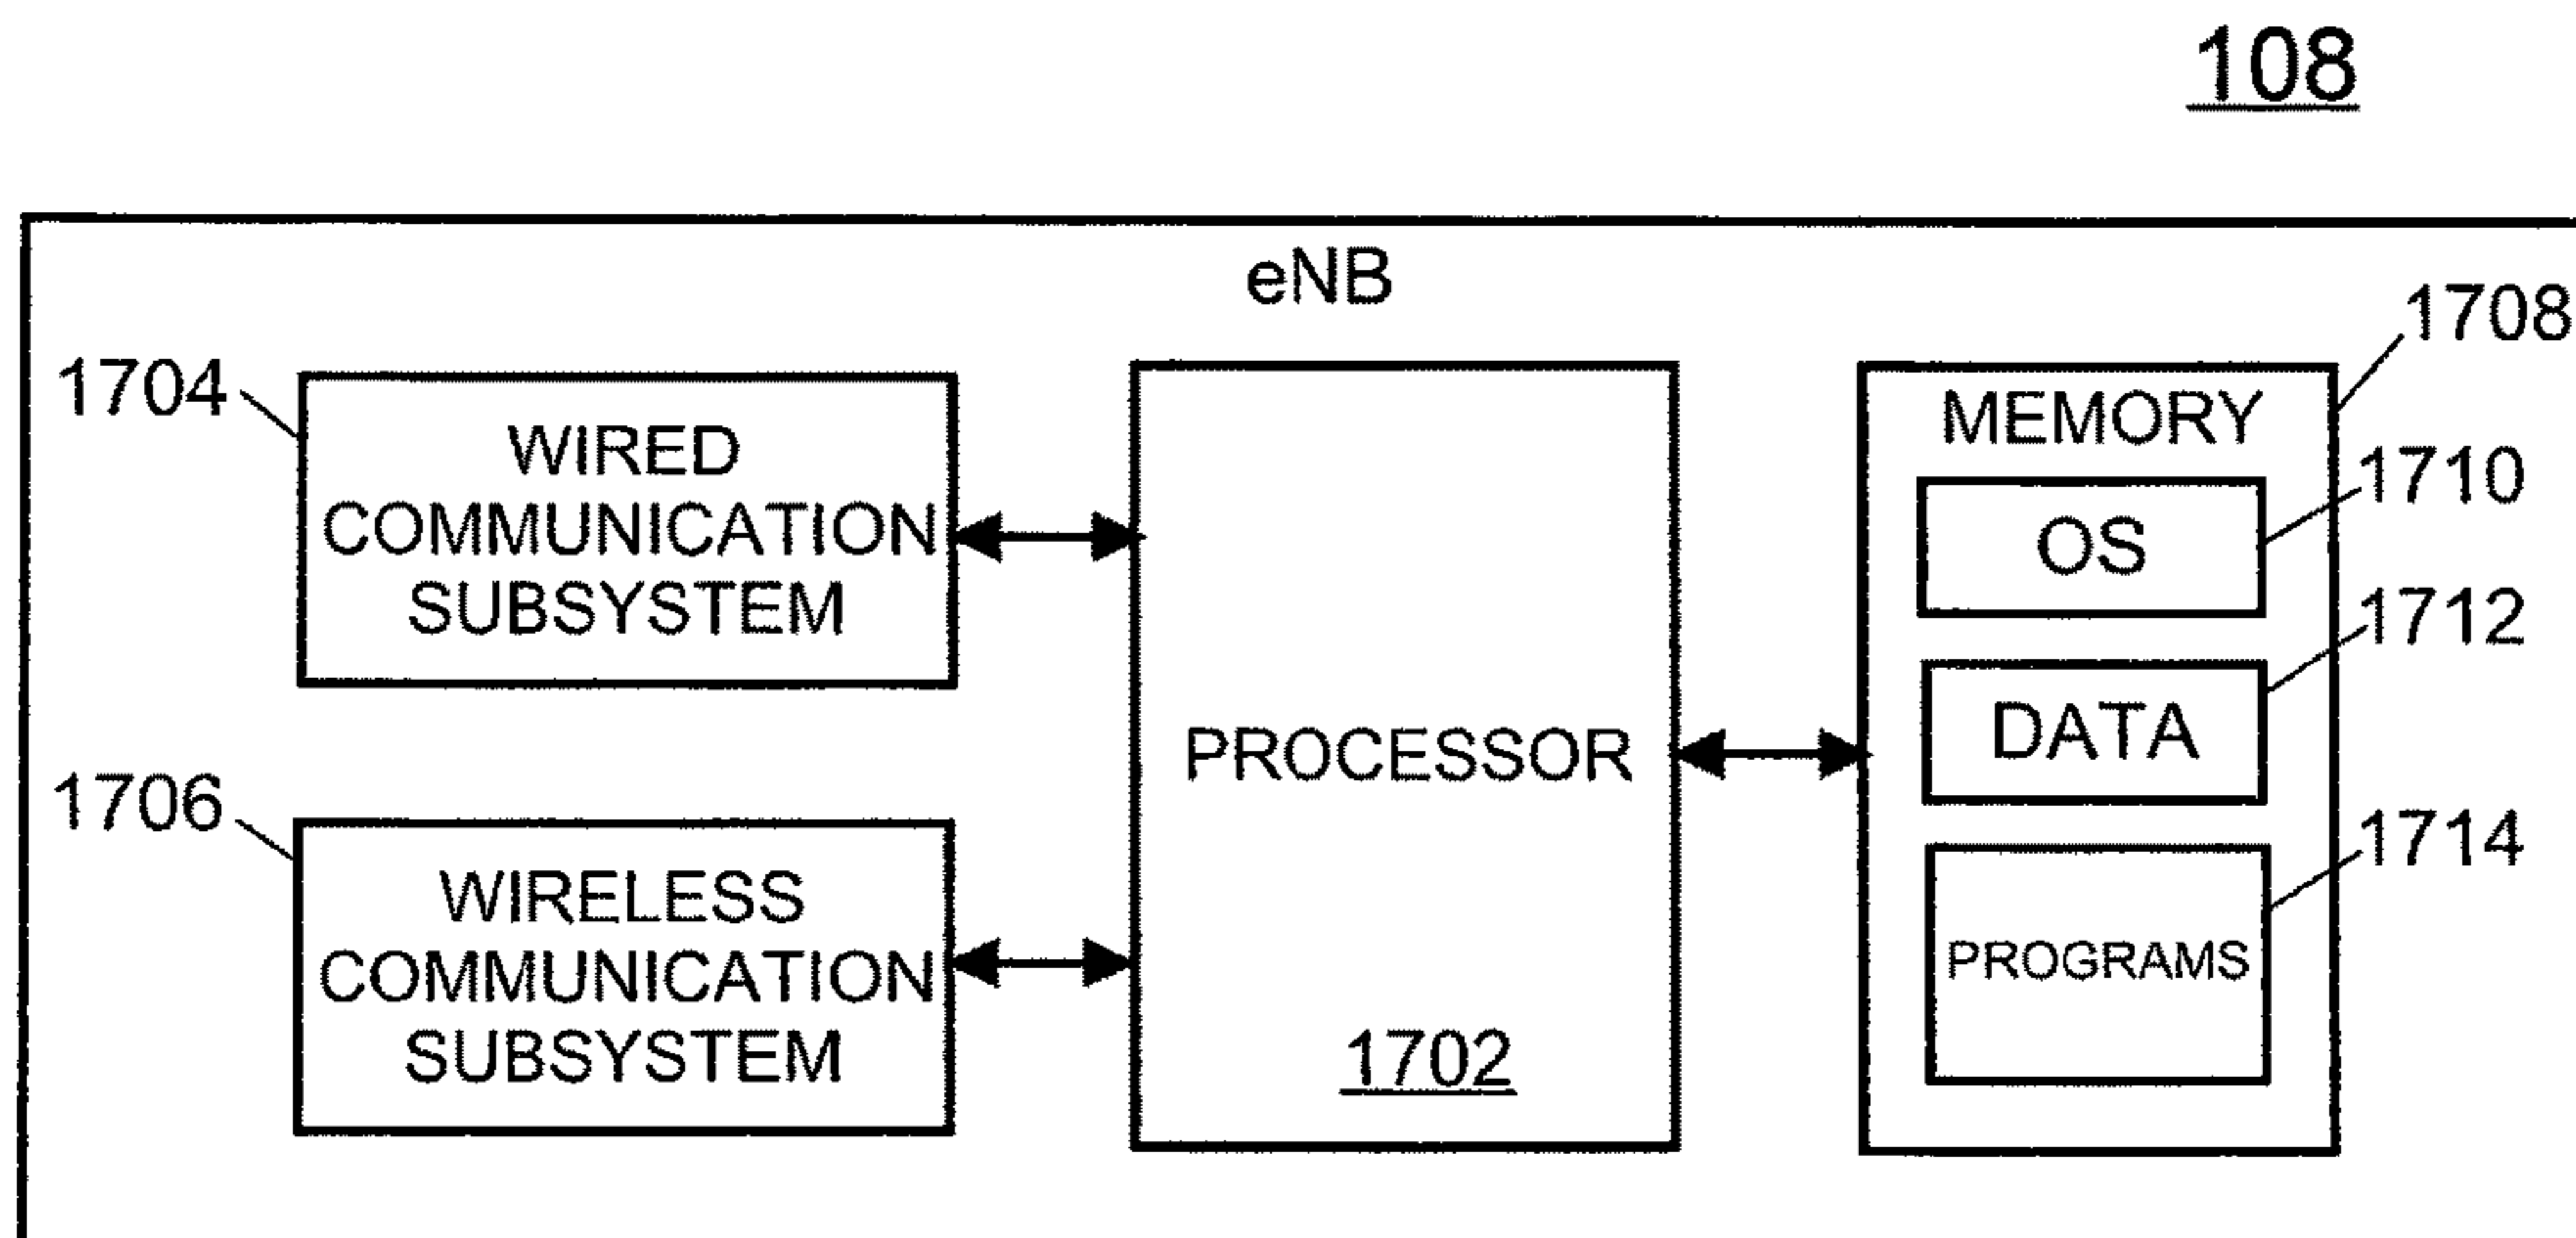 108
eNB
1704
WIRED
COMMUNICATION
SUBSYSTEM
1706
WIRELESS
COMMUNICATION
SUBSYSTEM
PROCESSOR
1702
1708
MEMORY
1710
OS
1712
DATA
1714
PROGRAMS